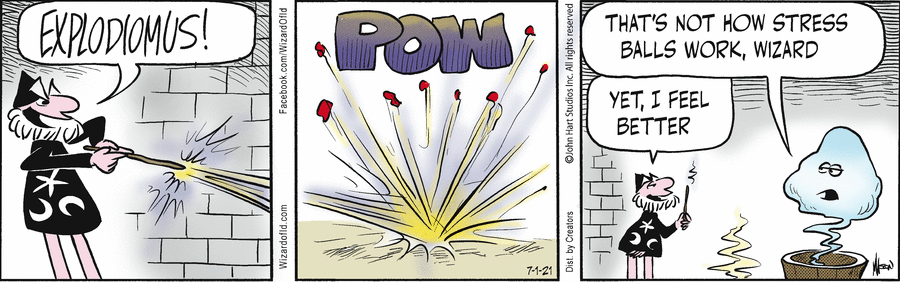 EXPLODIOMUS!
Facebook.com/WizardOfId
Wizardofid.com
POW
7-1-21
©John Hart Studios Inc. All rights reserved
Dist. by Creators
THAT'S NOT HOW STRESS
BALLS WORK, WIZARD
YET, I FEEL
BETTER